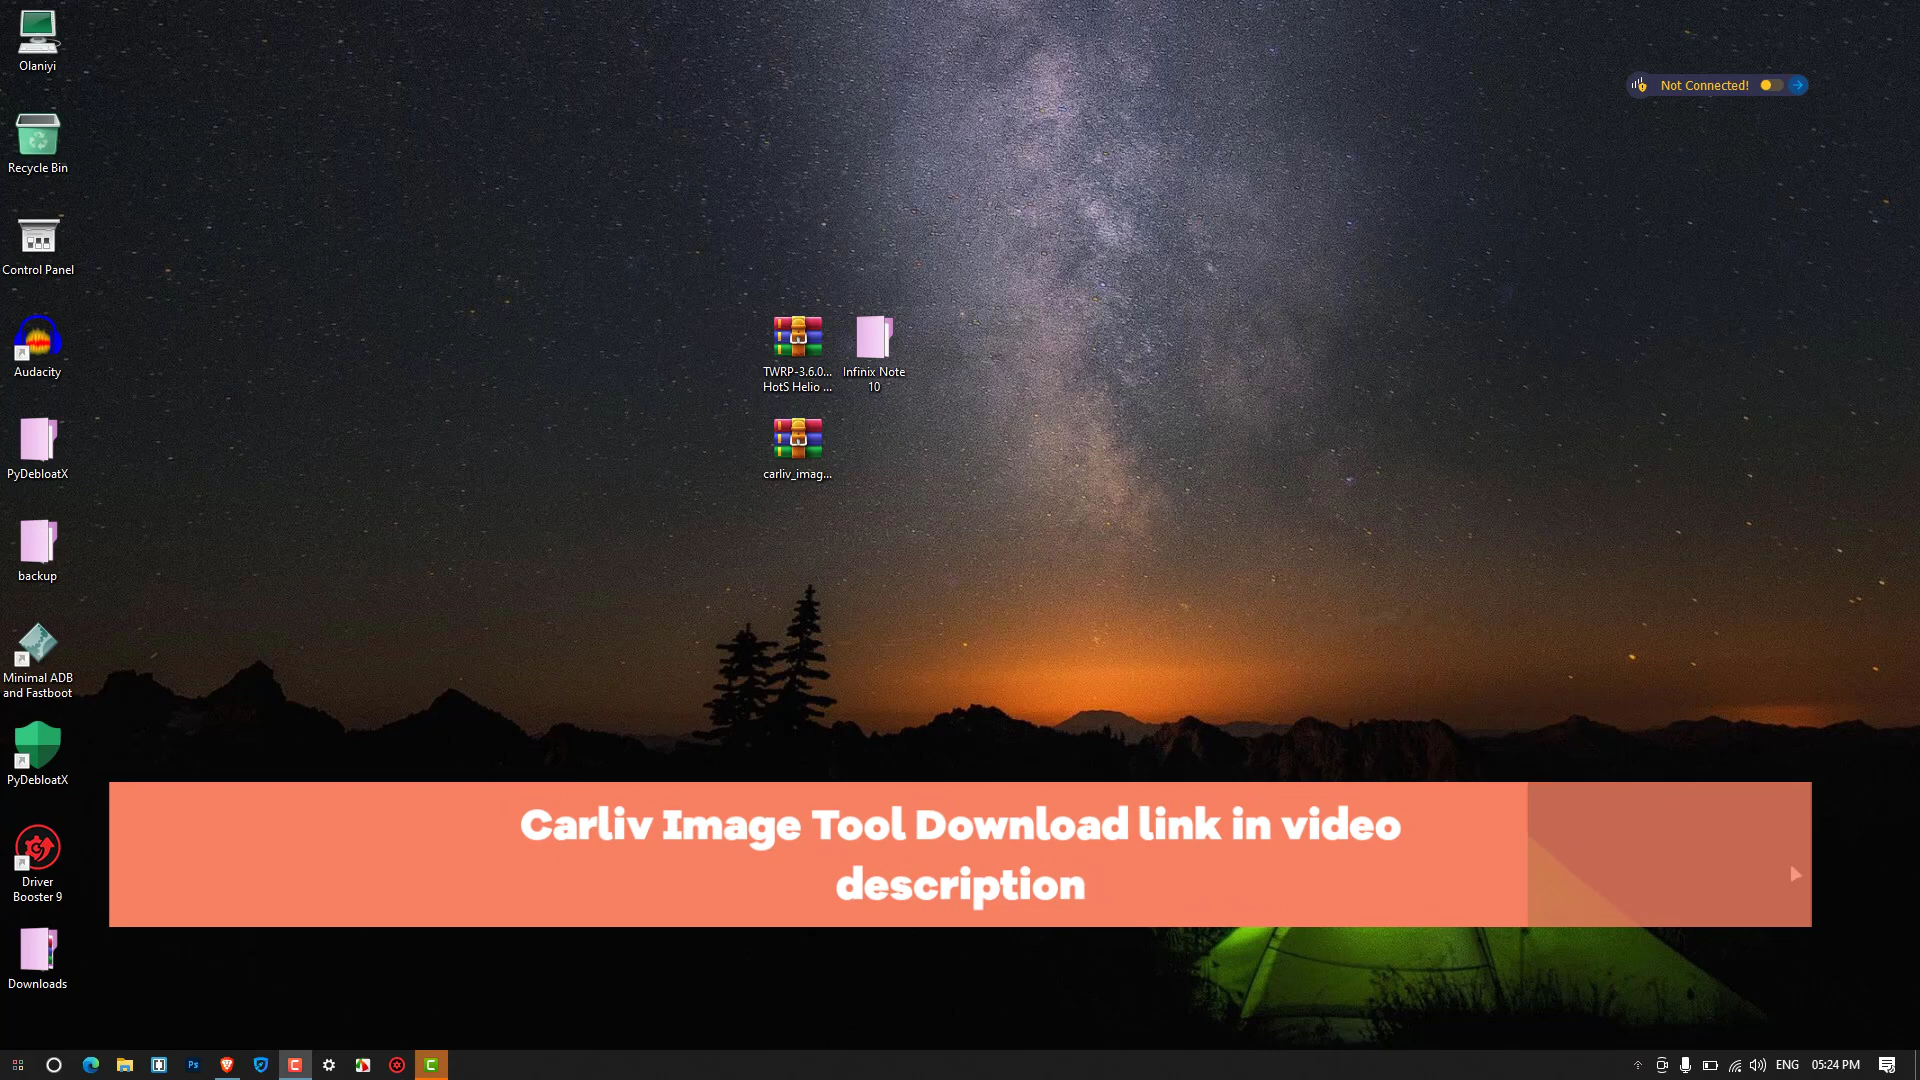 Olaniyi
Not Connected!
Recycle Bin
Control Panel
Audacity
TWRP-3.6.0...
HotS Helio ...
Infinix Note
10
PyDebloatX
carliv_imag...
backup
Minimal ADB
and Fastboot
PyDebloatX
Carliv Image Tool Download link in video
description
Driver
Booster 9
Downloads
Ps
C
C
ENG
05:24 PM